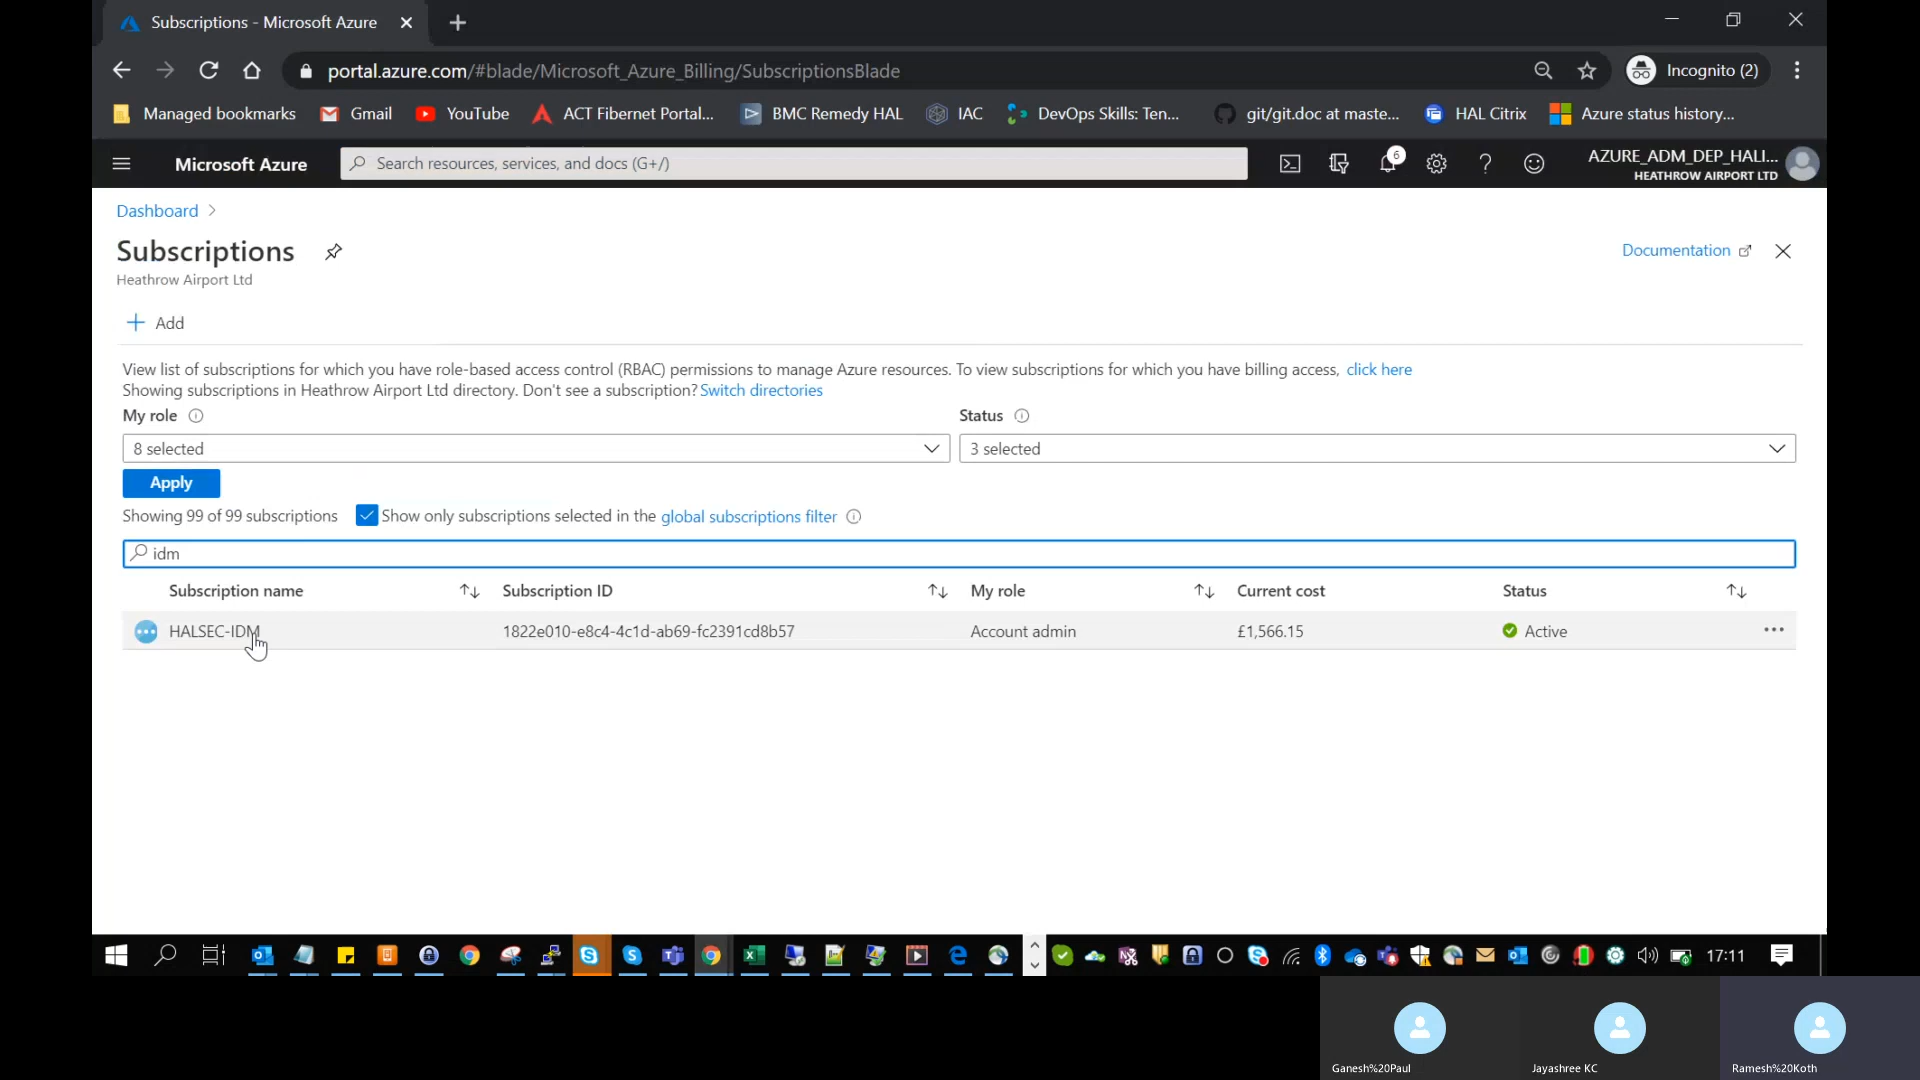 Subscriptions - Microsoft Azure
portal.azure.com/#blade/Microsoft_Azure_Billing/SubscriptionsBlade
Incognito (2)
Managed bookmarks Gmail YouTube ACT Fibernet Portal... BMC Remedy HAL IAC DevOps Skills: Ten... git/git.doc at maste... HAL Citrix Azure status history...
Microsoft Azure
Search resources, services, and docs (G+/)
6
AZURE_ADM_DEP_HALI...
HEATHROW AIRPORT LTD
Dashboard >
Subscriptions
Documentation
Heathrow Airport Ltd
+ Add
View list of subscriptions for which you have role-based access control (RBAC) permissions to manage Azure resources. To view subscriptions for which you have billing access, click here
Showing subscriptions in Heathrow Airport Ltd directory. Don't see a subscription? Switch directories
My role Status
8 selected 3 selected
Apply
Showing 99 of 99 subscriptions Show only subscriptions selected in the global subscriptions filter
idm
Subscription name Subscription ID My role Current cost Status
HALSEC-IDM 1822e010-e8c4-4c1d-ab69-fc2391cd8b57 Account admin £1,566.15 Active ...
17:11
Ganesh%20Paul Jayashree KC Ramesh%20Koth